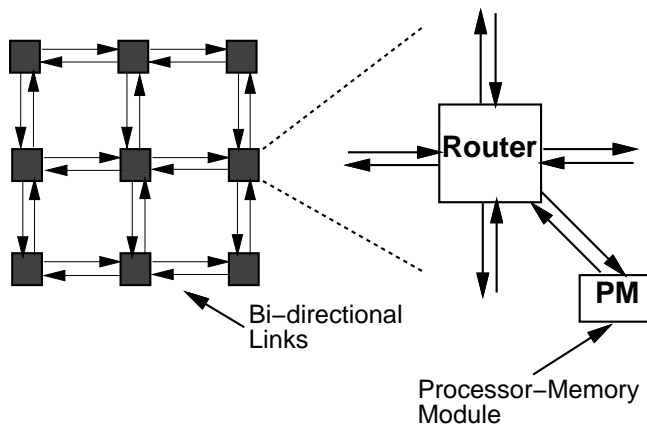 Router
PM
Bi−directional
Links
Processor−Memory
Module